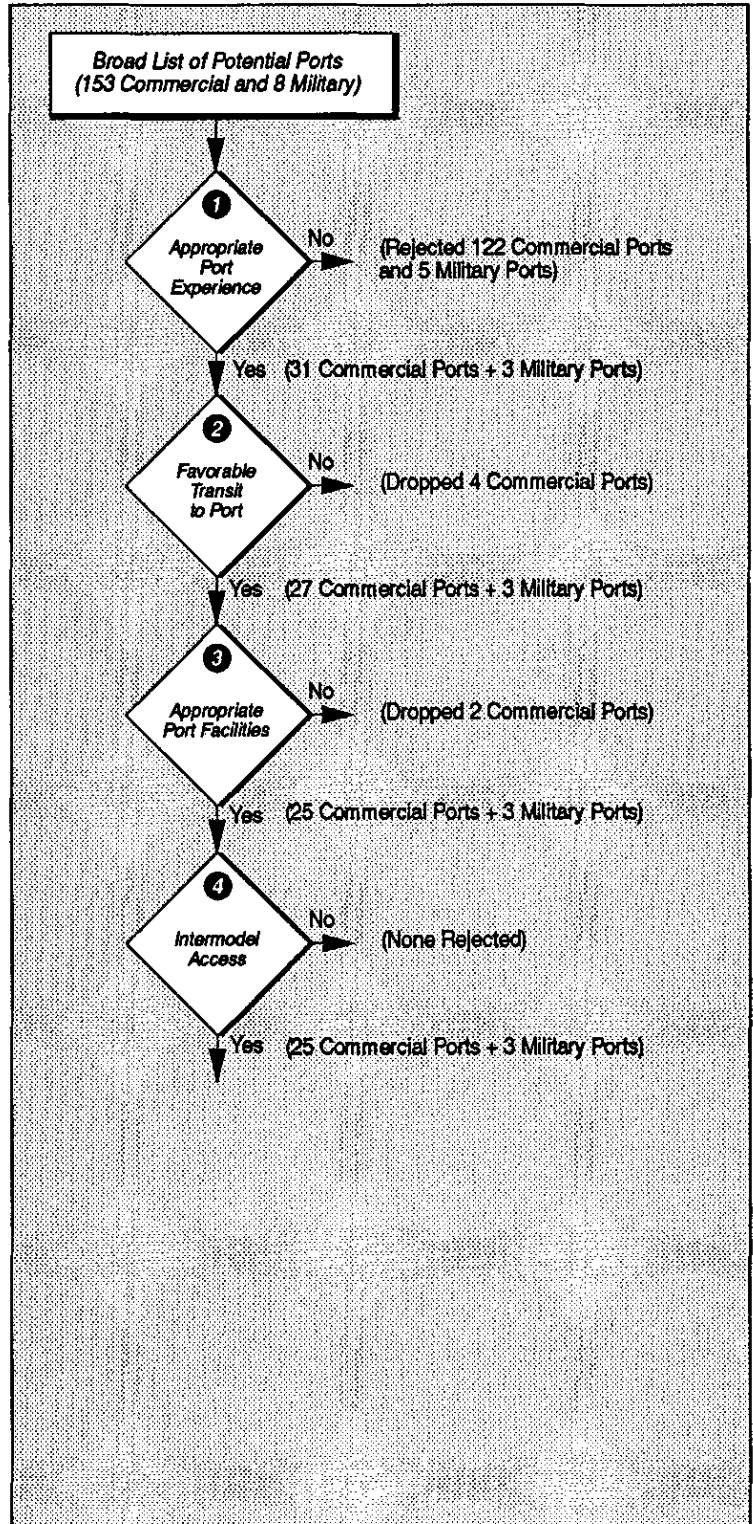 Broad List of Potential Ports
(153 Commercial and 8 Military)
1
Appropriate
Port
Experience
No
(Rejected 122 Commercial Ports
and 5 Military Ports)
Yes (31 Commercial Ports + 3 Military Ports)
2
Favorable
Transit
to Port
No
(Dropped 4 Commercial Ports)
Yes (27 Commercial Ports + 3 Military Ports)
3
Appropriate
Port Facilities
No
(Dropped 2 Commercial Ports)
Yes (25 Commercial Ports + 3 Military Ports)
4
Intermodel
Access
No
(None Rejected)
Yes (25 Commercial Ports + 3 Military Ports)